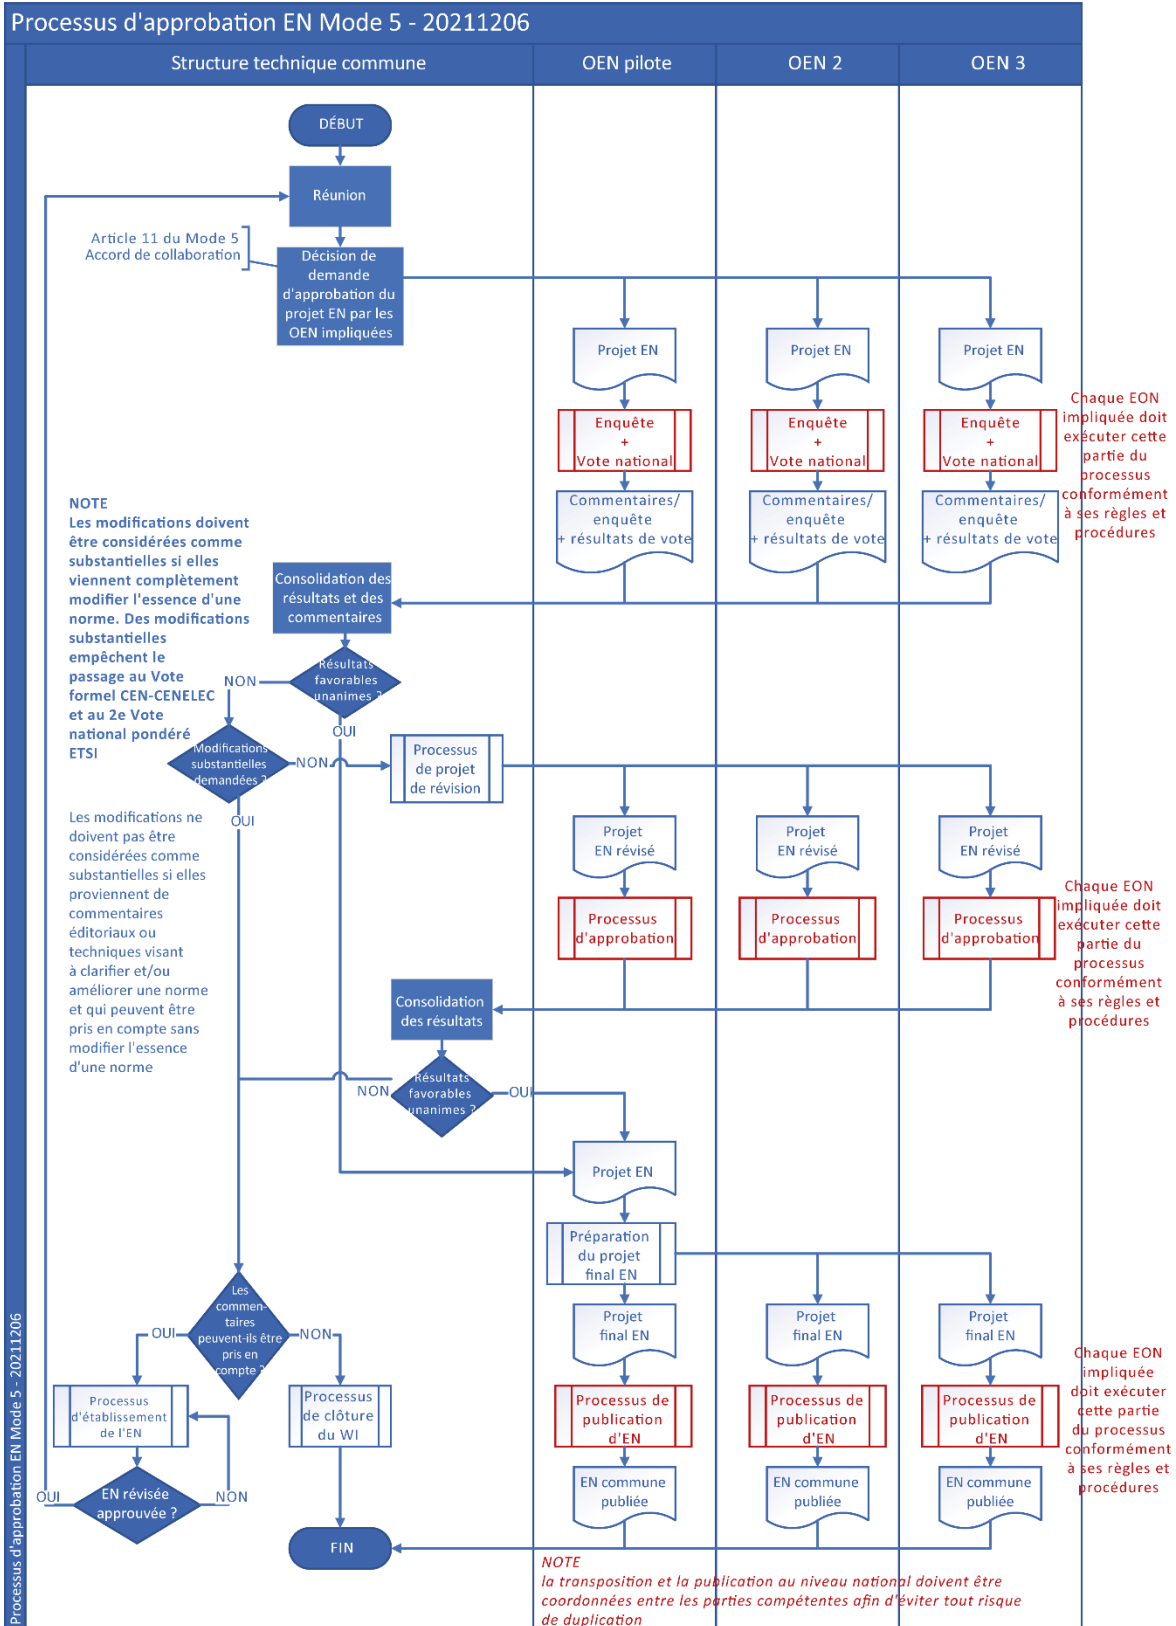 Processus d'approbation EN Mode 5 - 20211206
Structure technique commune
OEN pilote
OEN 2
OEN 3
DÉBUT
Réunion
Article 11 du Mode 5
Accord de collaboration
Décision de
demande
d'approbation du
projet EN par les
OEN impliquées
Projet EN
Projet EN
Projet EN
Enquête
+
Vote national
Enquête
+
Vote national
Enquête
+
Vote national
Chaque EON
impliquée doit
exécuter cette
partie du
processus
conformément
à ses règles et
procédures
Commentaires/
enquête
+ résultats de vote
Commentaires/
enquête
+ résultats de vote
Commentaires/
enquête
+ résultats de vote
NOTE
Les modifications doivent
être considérées comme
substantielles si elles
viennent complètement
modifier l'essence d'une
norme. Des modifications
substantielles
empêchent le
passage au Vote
formel CEN-CENELEC
et au 2e Vote
national pondéré
ETSI
Consolidation des
résultats et des
commentaires
Résultats
favorables
unanimes ?
NON
OUI
Modifications
substantielles
demandées ?
NON
OUI
Processus
de projet
de révision
Les modifications ne
doivent pas être
considérées comme
substantielles si elles
proviennent de
commentaires
éditoriaux ou
techniques visant
à clarifier et/ou
améliorer une norme
et qui peuvent être
pris en compte sans
modifier l'essence
d'une norme
Projet
EN révisé
Projet
EN révisé
Projet
EN révisé
Processus
d'approbation
Processus
d'approbation
Processus
d'approbation
Chaque EON
impliquée doit
exécuter cette
partie du
processus
conformément
à ses règles et
procédures
Consolidation
des résultats
Résultats
favorables
unanimes ?
NON
OUI
Projet EN
Préparation
du projet
final EN
Les
commen-
taires
peuvent-ils être
pris en
compte ?
OUI
NON
Projet
final EN
Projet
final EN
Projet
final EN
Processus
d'établissement
de l'EN
Processus
de clôture
du WI
Processus de
publication
d'EN
Processus de
publication
d'EN
Processus de
publication
d'EN
Chaque EON
impliquée
doit exécuter
cette partie
du processus
conformément
à ses règles et
procédures
EN révisée
approuvée ?
OUI
NON
EN commune
publiée
EN commune
publiée
EN commune
publiée
FIN
NOTE
la transposition et la publication au niveau national doivent être
coordonnées entre les parties compétentes afin d'éviter tout risque
de duplication
Processus d'approbation EN Mode 5 - 20211206